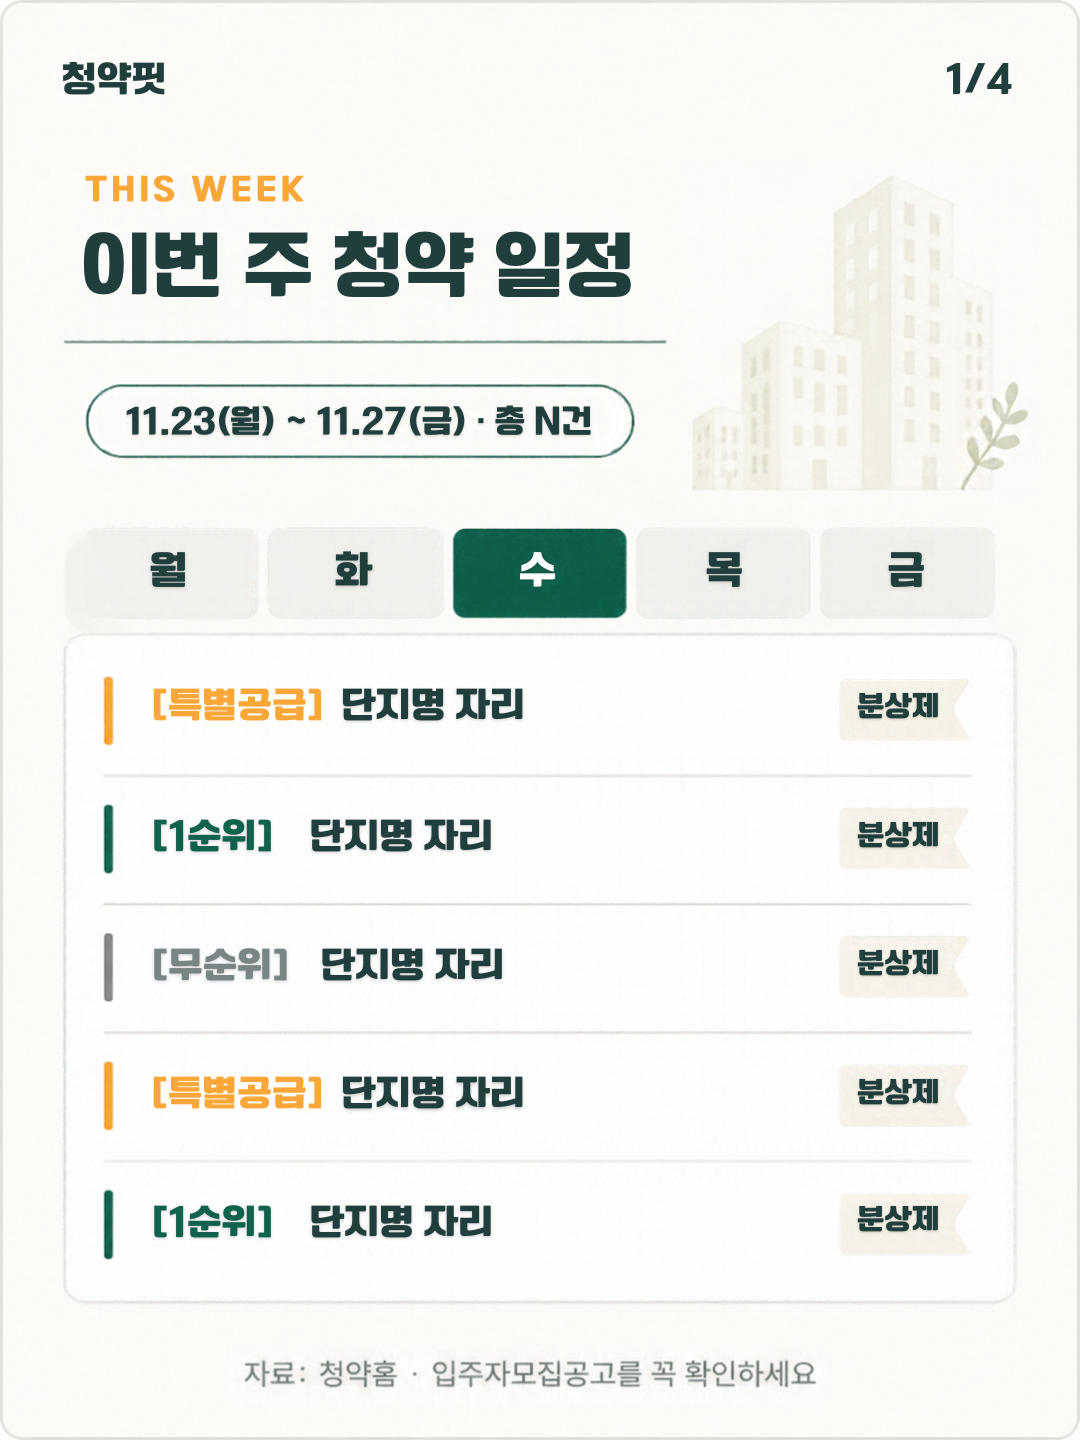 청약핏 1/4
THIS WEEK
이번 주 청약 일정
11.23(월) ~ 11.27(금) · 총 N건
월 화 수 목 금
[특별공급] 단지명 자리 분상제
[1순위] 단지명 자리 분상제
[무순위] 단지명 자리 분상제
[특별공급] 단지명 자리 분상제
[1순위] 단지명 자리 분상제
자료: 청약홈 · 입주자모집공고를 꼭 확인하세요